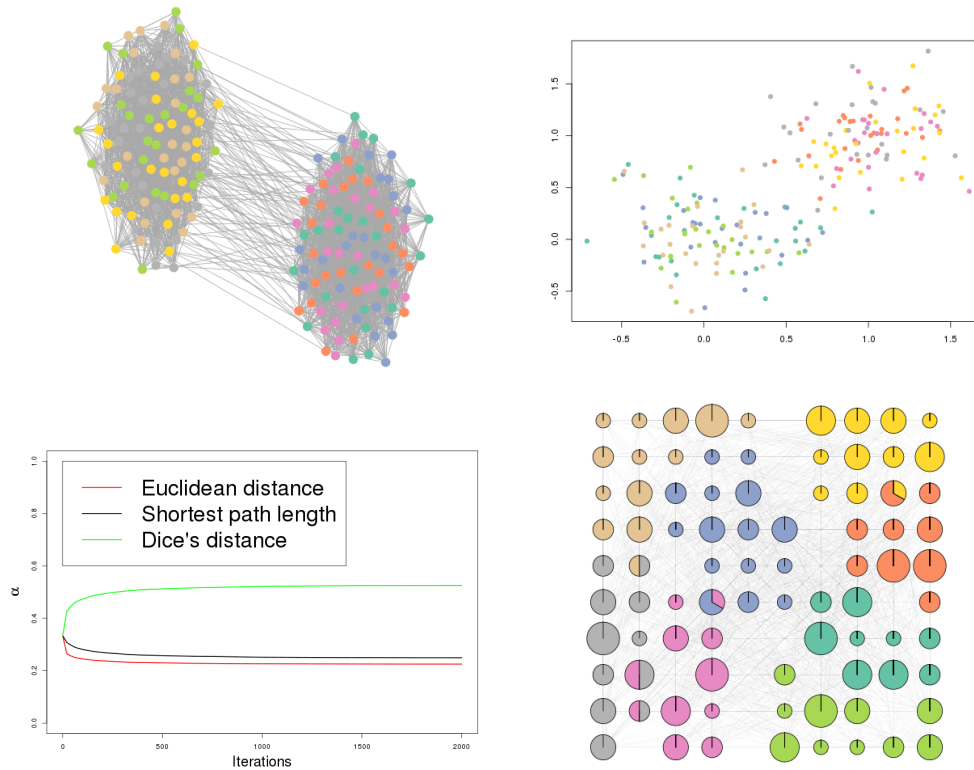 1.5
1.0
0.5
0.0
-0.5
-0.5 0.0 0.5 1.0 1.5
1.0
0.8
0.6
0.4
0.2
0.0
α
Euclidean distance
Shortest path length
Dice's distance
0 500 1000 1500 2000
Iterations